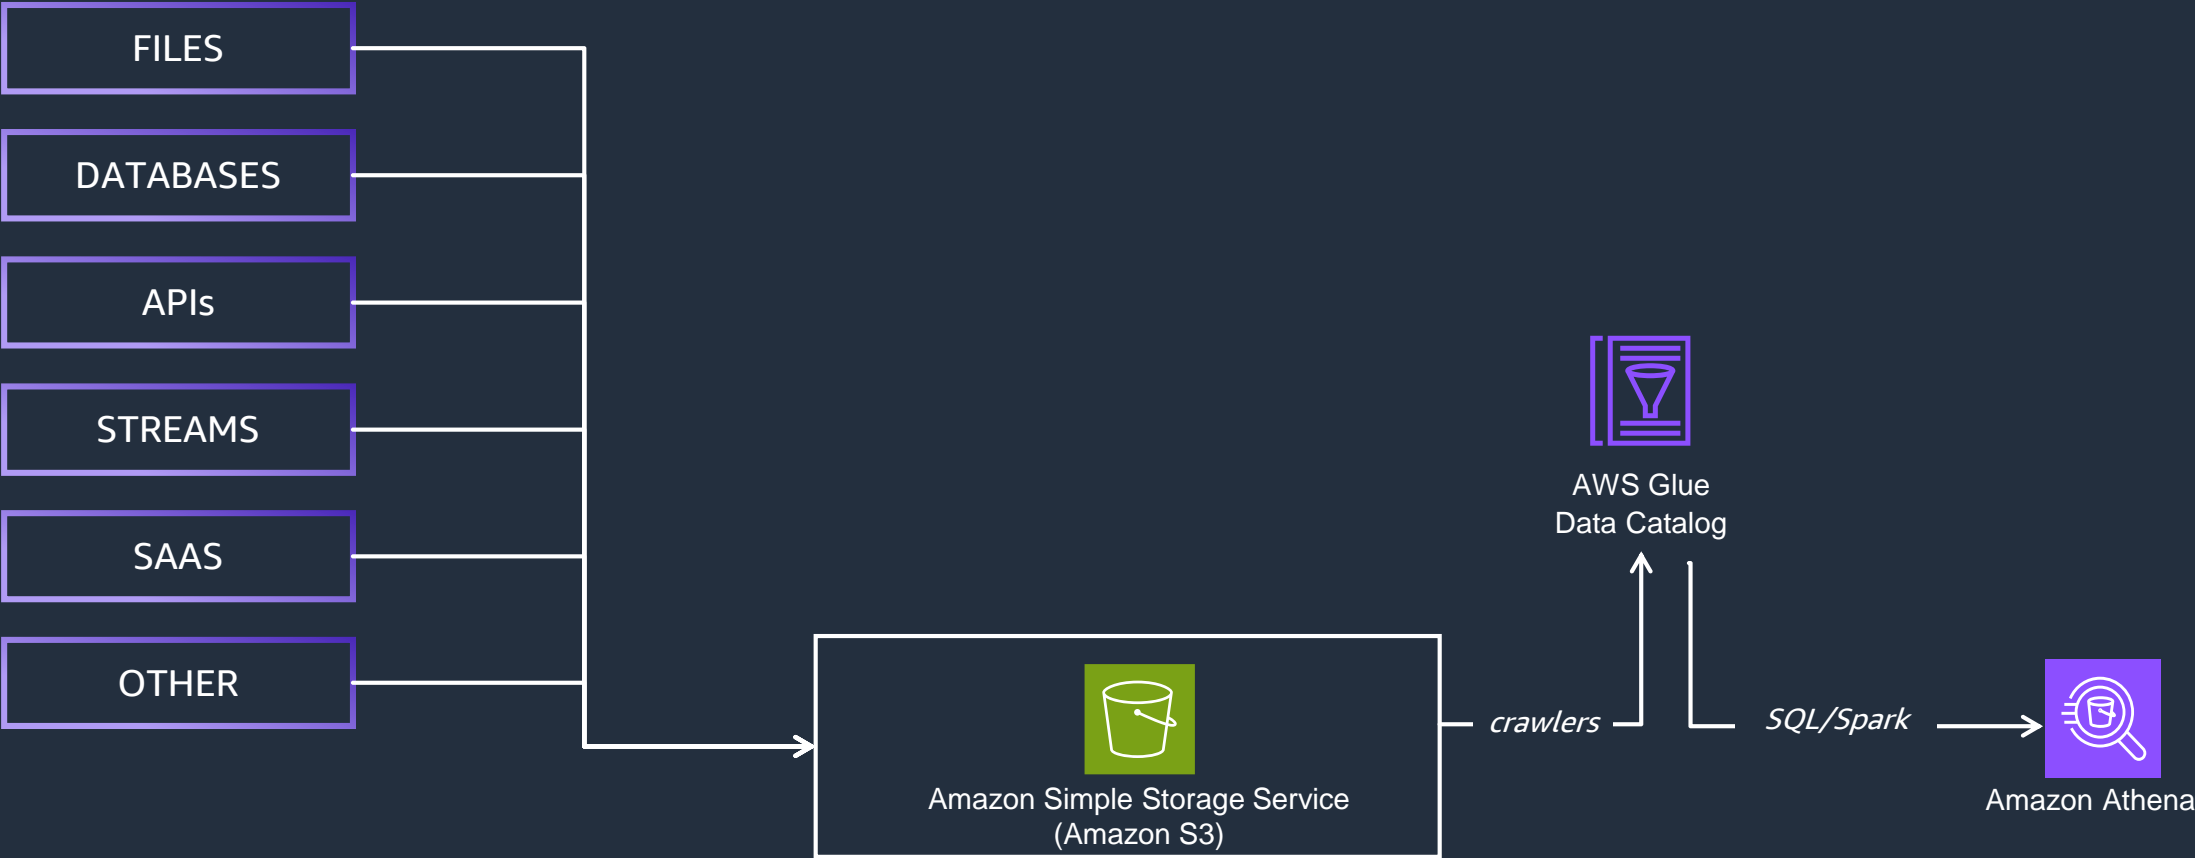 FILES
DATABASES
APIs
STREAMS
SAAS
OTHER
AWS Glue
Data Catalog
crawlers
SQL/Spark
Amazon Simple Storage Service
(Amazon S3)
Amazon Athena